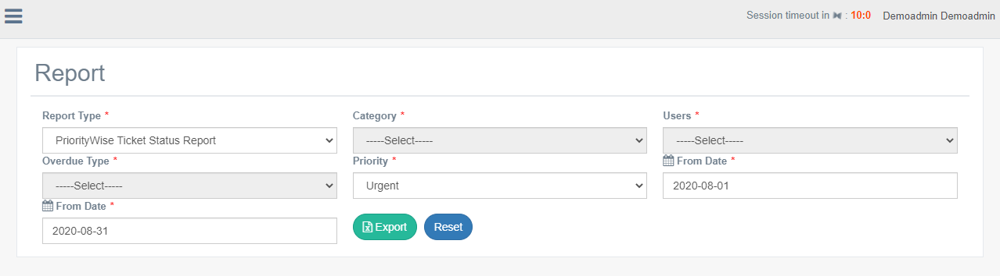 Session timeout in : 10:0 Demoadmin Demoadmin
Report
Report Type * Category * Users *
PriorityWise Ticket Status Report -----Select----- -----Select-----
Overdue Type * Priority * From Date *
-----Select----- Urgent 2020-08-01
From Date *
2020-08-31 Export Reset